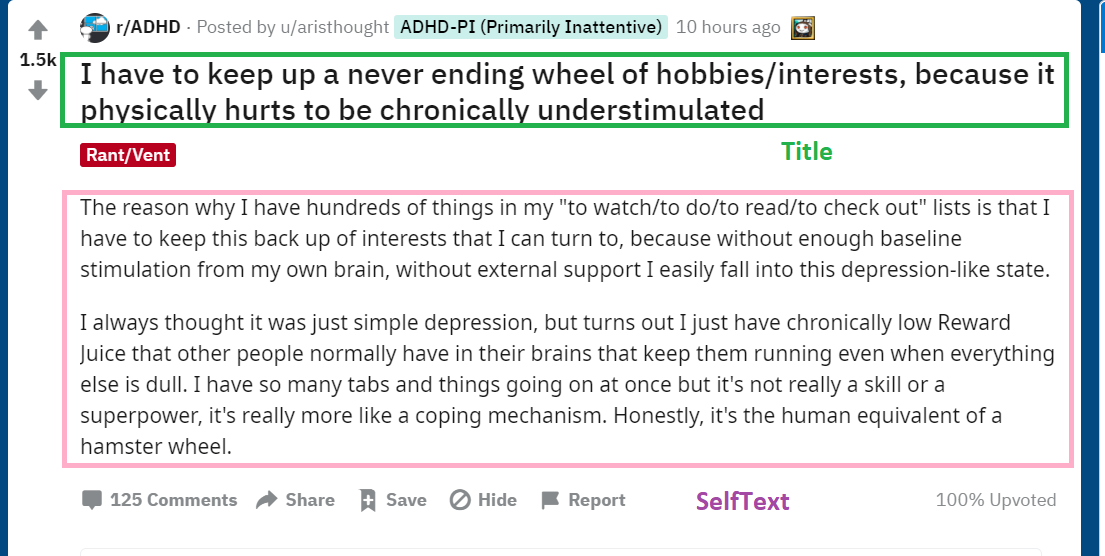 r/ADHD · Posted by u/aristhought ADHD-PI (Primarily Inattentive) 10 hours ago
1.5k
I have to keep up a never ending wheel of hobbies/interests, because it
physically hurts to be chronically understimulated
Rant/Vent
Title
The reason why I have hundreds of things in my "to watch/to do/to read/to check out" lists is that I
have to keep this back up of interests that I can turn to, because without enough baseline
stimulation from my own brain, without external support I easily fall into this depression-like state.
I always thought it was just simple depression, but turns out I just have chronically low Reward
Juice that other people normally have in their brains that keep them running even when everything
else is dull. I have so many tabs and things going on at once but it's not really a skill or a
superpower, it's really more like a coping mechanism. Honestly, it's the human equivalent of a
hamster wheel.
125 Comments Share Save Hide Report SelfText 100% Upvoted